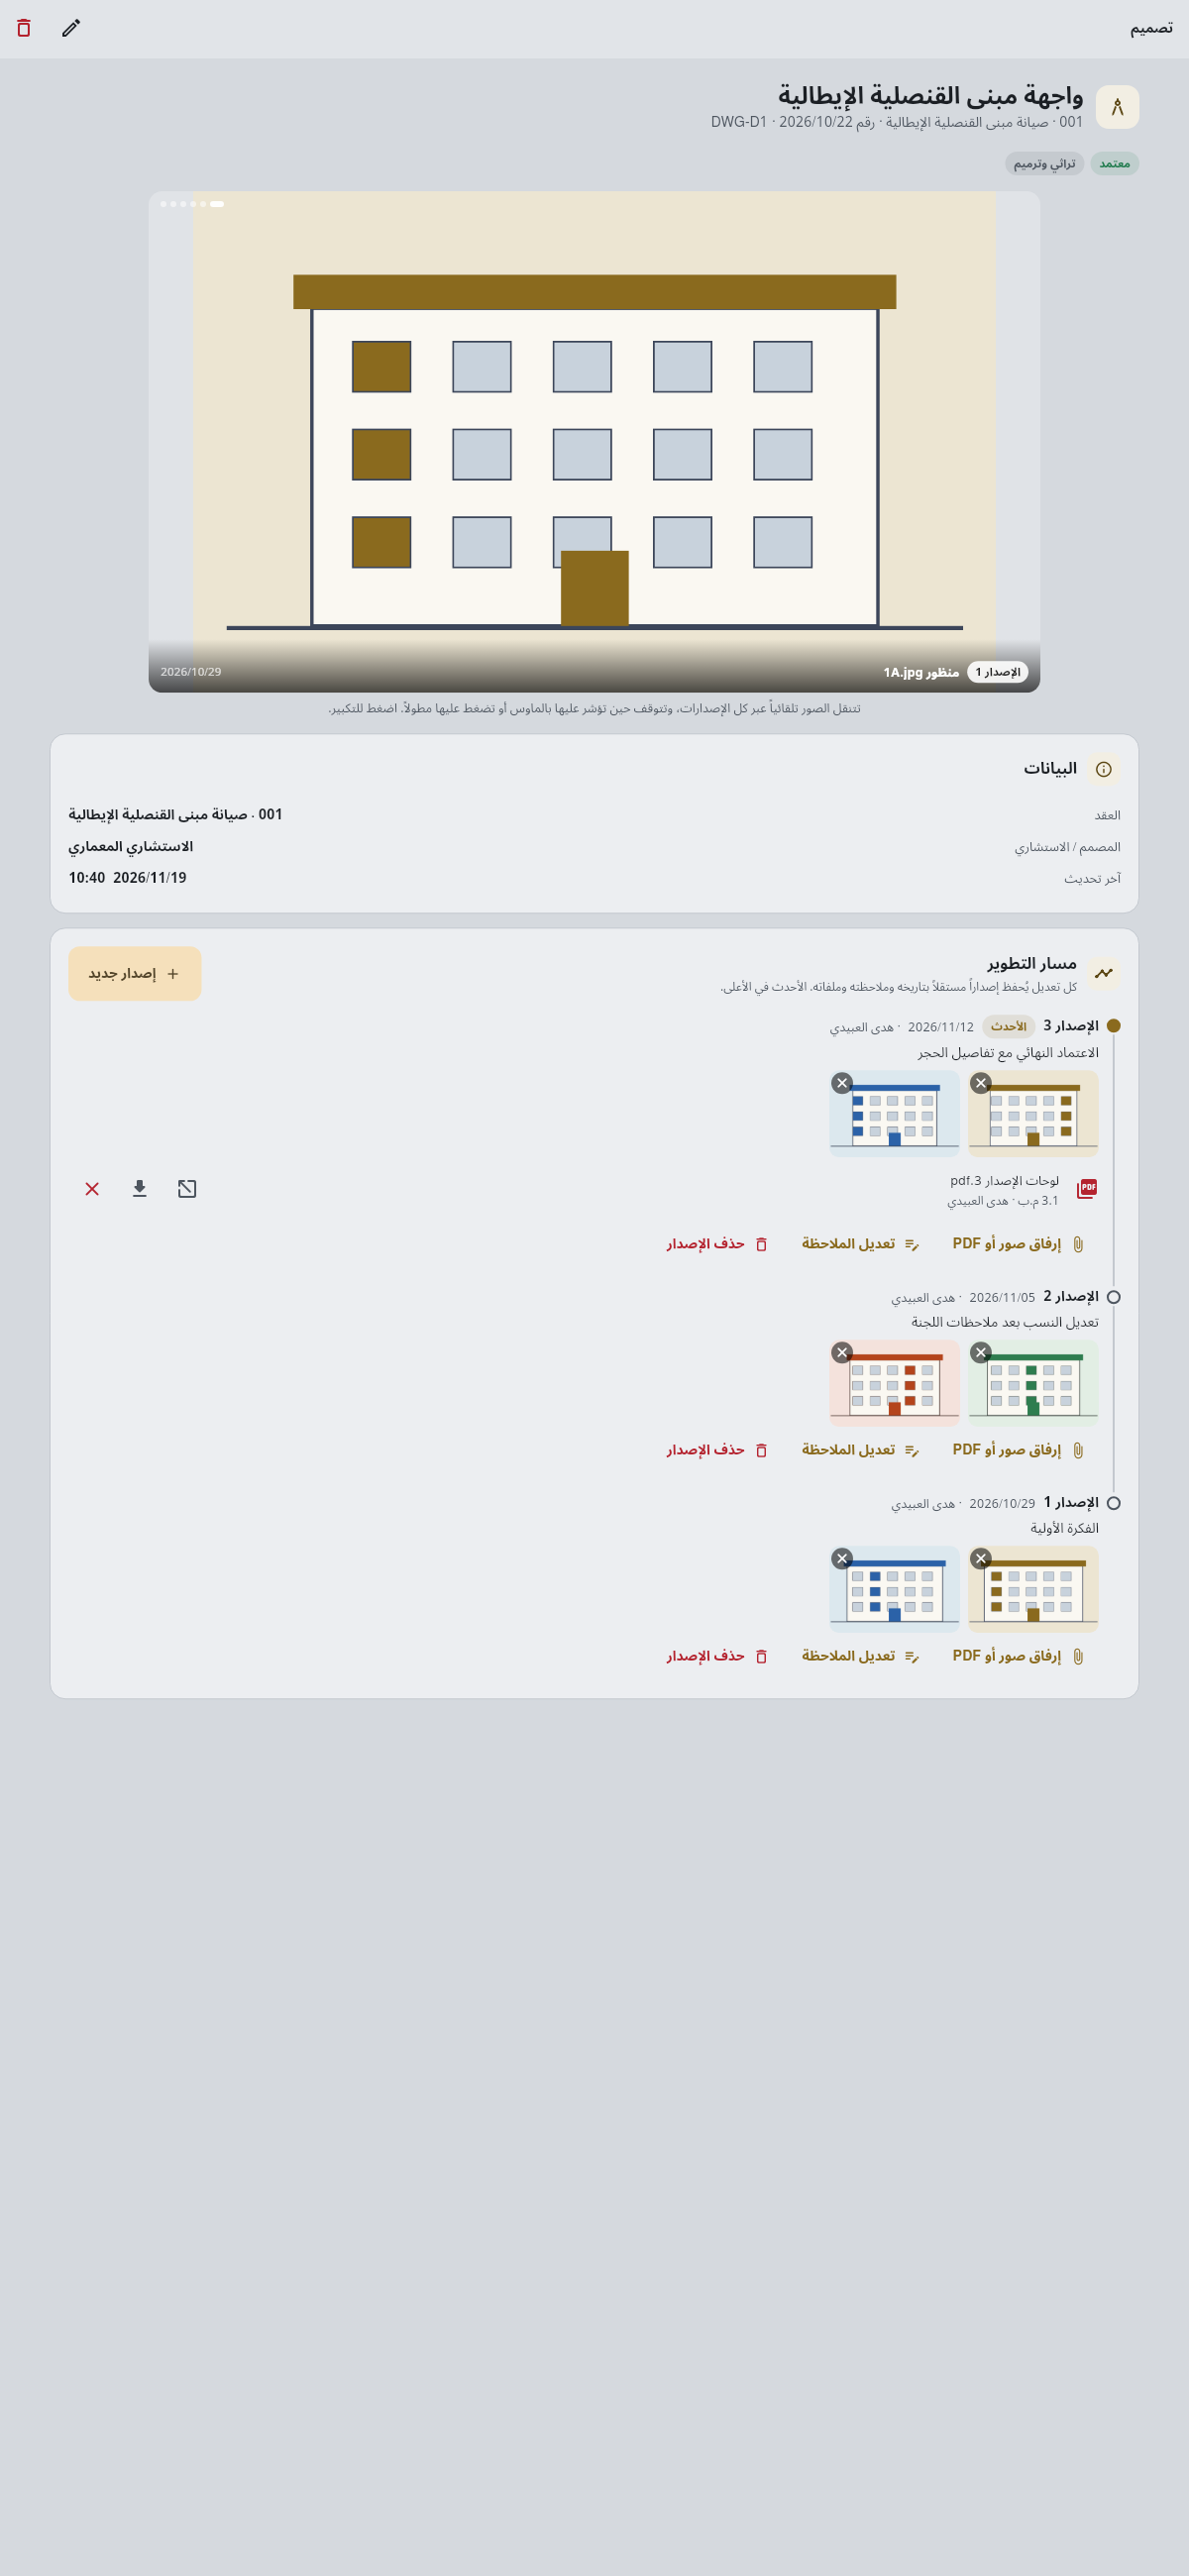 تصميم
واجهة مبنى القنصلية الإيطالية
001 · صيانة مبنى القنصلية الإيطالية · رقم DWG-D1 · 2026/10/22
معتمد
تراثي وترميم
الإصدار 1
منظور 1A.jpg
2026/10/29
تتنقل الصور تلقائياً عبر كل الإصدارات، وتتوقف حين تؤشر عليها بالماوس أو تضغط عليها مطولاً. اضغط للتكبير.
البيانات
العقد
001 · صيانة مبنى القنصلية الإيطالية
المصمم / الاستشاري
الاستشاري المعماري
آخر تحديث
2026/11/19 10:40
مسار التطوير
كل تعديل يُحفظ إصداراً مستقلاً بتاريخه وملاحظته وملفاته. الأحدث في الأعلى.
إصدار جديد
الإصدار 3 الأحدث 2026/11/12 · هدى العبيدي
الاعتماد النهائي مع تفاصيل الحجر
PDF
لوحات الإصدار 3.pdf
3.1 م.ب · هدى العبيدي
إرفاق صور أو PDF
تعديل الملاحظة
حذف الإصدار
الإصدار 2 2026/11/05 · هدى العبيدي
تعديل النسب بعد ملاحظات اللجنة
إرفاق صور أو PDF
تعديل الملاحظة
حذف الإصدار
الإصدار 1 2026/10/29 · هدى العبيدي
الفكرة الأولية
إرفاق صور أو PDF
تعديل الملاحظة
حذف الإصدار